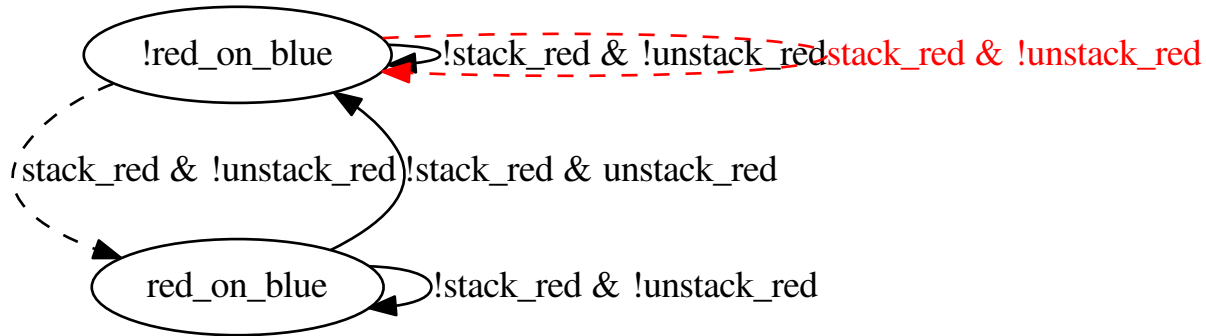 !red_on_blue
!stack_red & !unstack_red
stack_red & !unstack_red
stack_red & !unstack_red
!stack_red & unstack_red
red_on_blue
!stack_red & !unstack_red